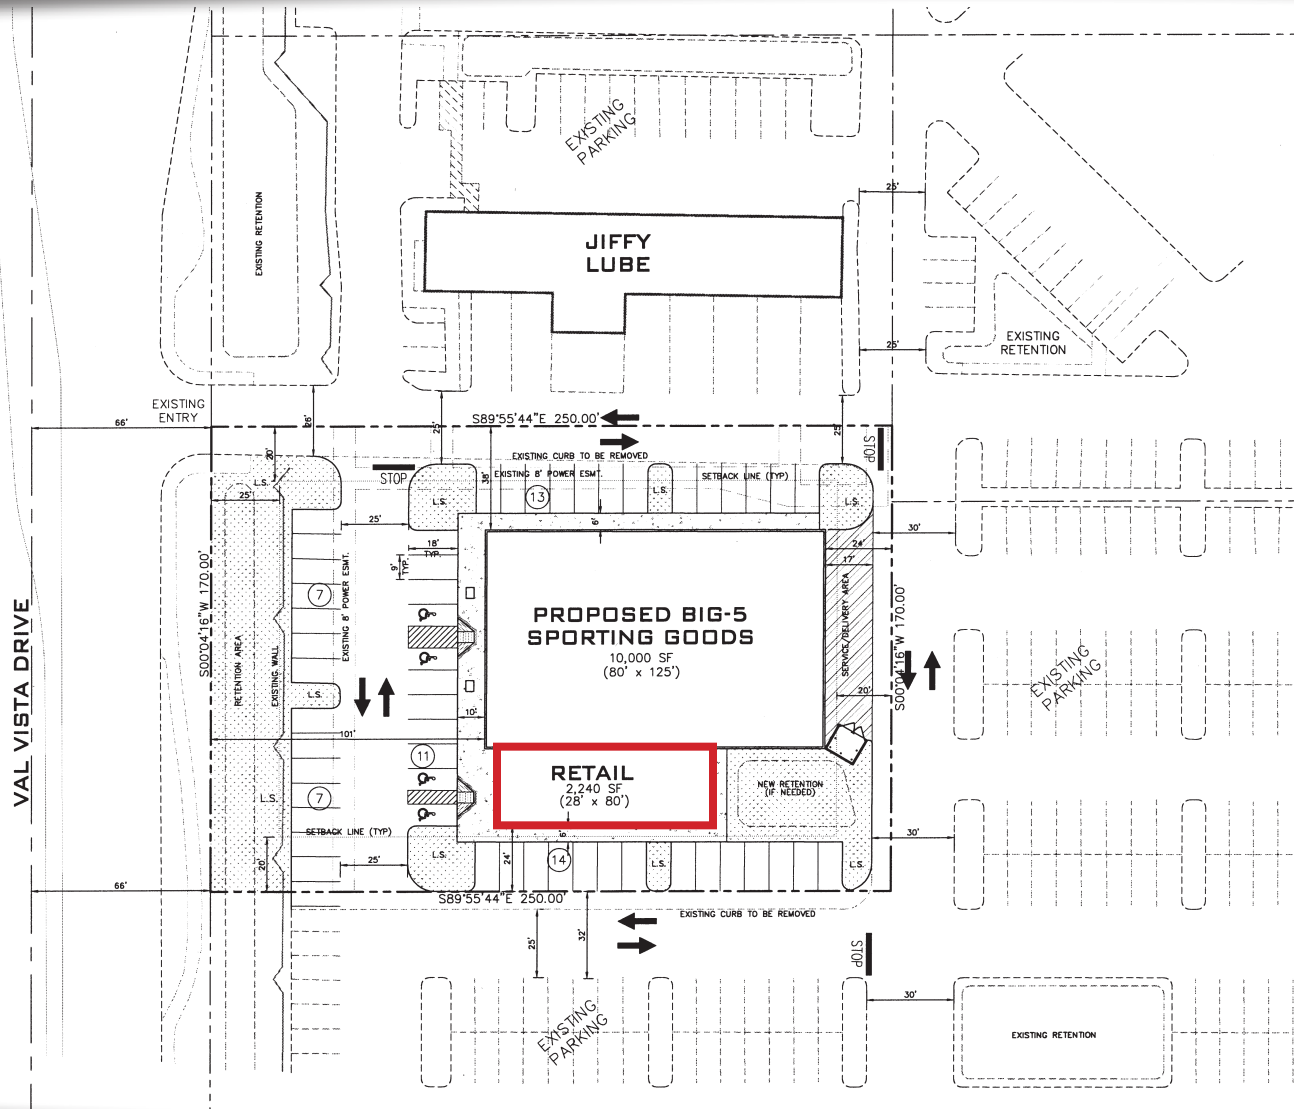 EXISTING
PARKING
EXISTING RETENTION
25'
JIFFY
LUBE
EXISTING
RETENTION
25'
EXISTING
ENTRY
66'
26'
25'
25'
S89°55'44"E 250.00'
STOP
20'
EXISTING CURB TO BE REMOVED
STOP
38'
EXISTING 8' POWER ESMT.
SETBACK LINE (TYP)
L.S.
25'
L.S.
13
L.S.
L.S.
6'
25'
30'
18'
TYP.
9'
TYP.
24'
17'
S00°04'16"W 170.00'
EXISTING 8' POWER ESMT.
7
PROPOSED BIG-5
SPORTING GOODS
10,000 SF
(80' x 125')
SERVICE/DELIVERY AREA
S00°04'16"W 170.00'
VAL VISTA DRIVE
RETENTION AREA
EXISTING WALL
L.S.
20'
EXISTING
PARKING
10'
101'
11
RETAIL
2,240 SF
(28' x 80')
NEW RETENTION
(IF NEEDED)
L.S.
7
SETBACK LINE (TYP)
6'
30'
20'
25'
L.S.
24'
14
L.S.
L.S.
66'
S89°55'44"E 250.00'
EXISTING CURB TO BE REMOVED
25'
32'
STOP
30'
EXISTING
PARKING
EXISTING RETENTION